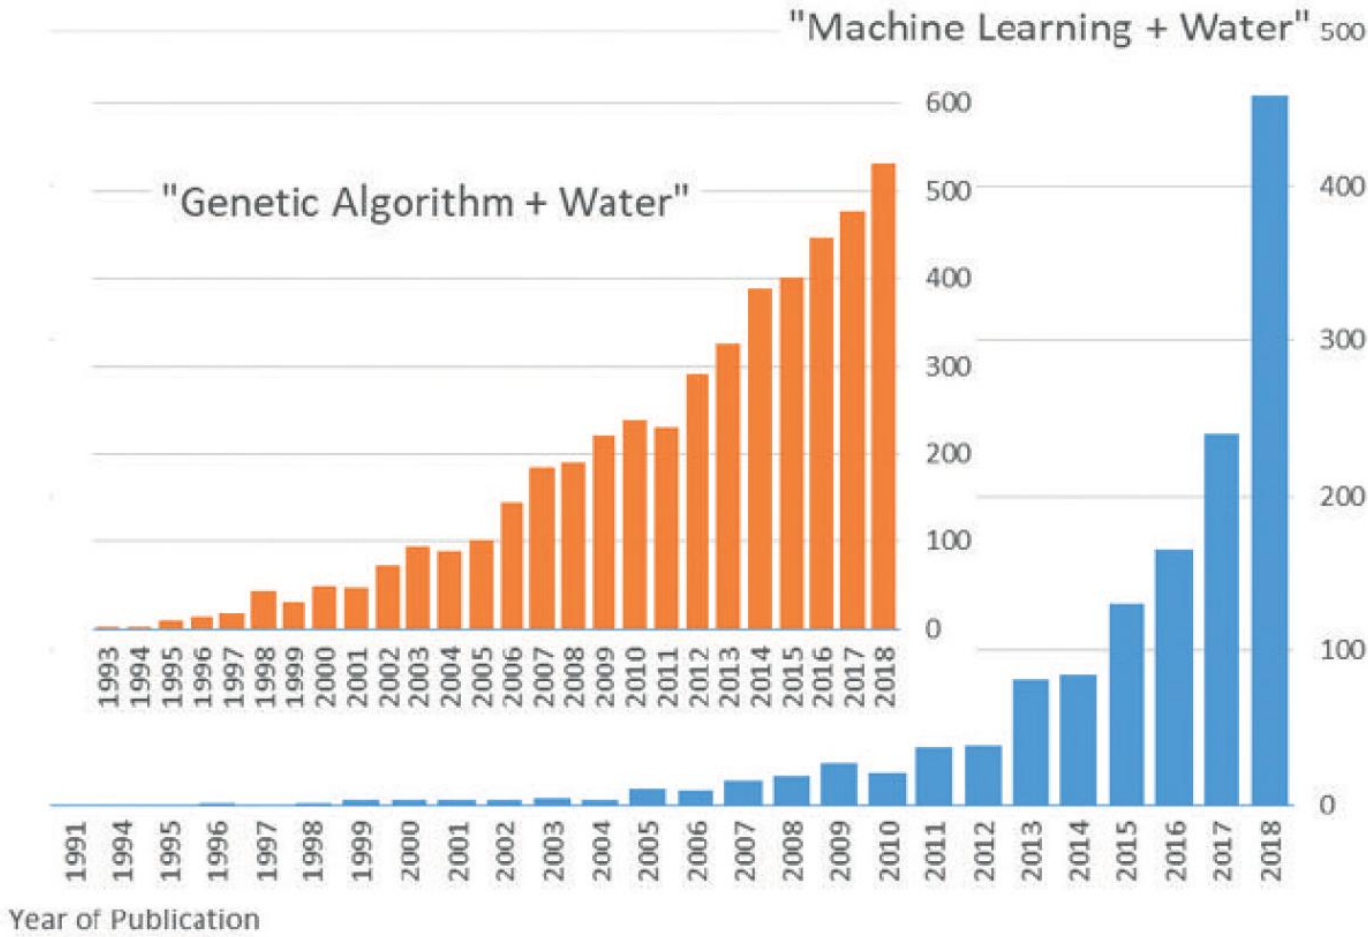 "Machine Learning + Water" 500
600
"Genetic Algorithm + Water" 500 400
400
300 300
200 200
100 100
0
1993 1994 1995 1996 1997 1998 1999 2000 2001 2002 2003 2004 2005 2006 2007 2008 2009 2010 2011 2012 2013 2014 2015 2016 2017 2018
0
1991 1994 1995 1996 1997 1998 1999 2000 2001 2002 2003 2004 2005 2006 2007 2008 2009 2010 2011 2012 2013 2014 2015 2016 2017 2018
Year of Publication